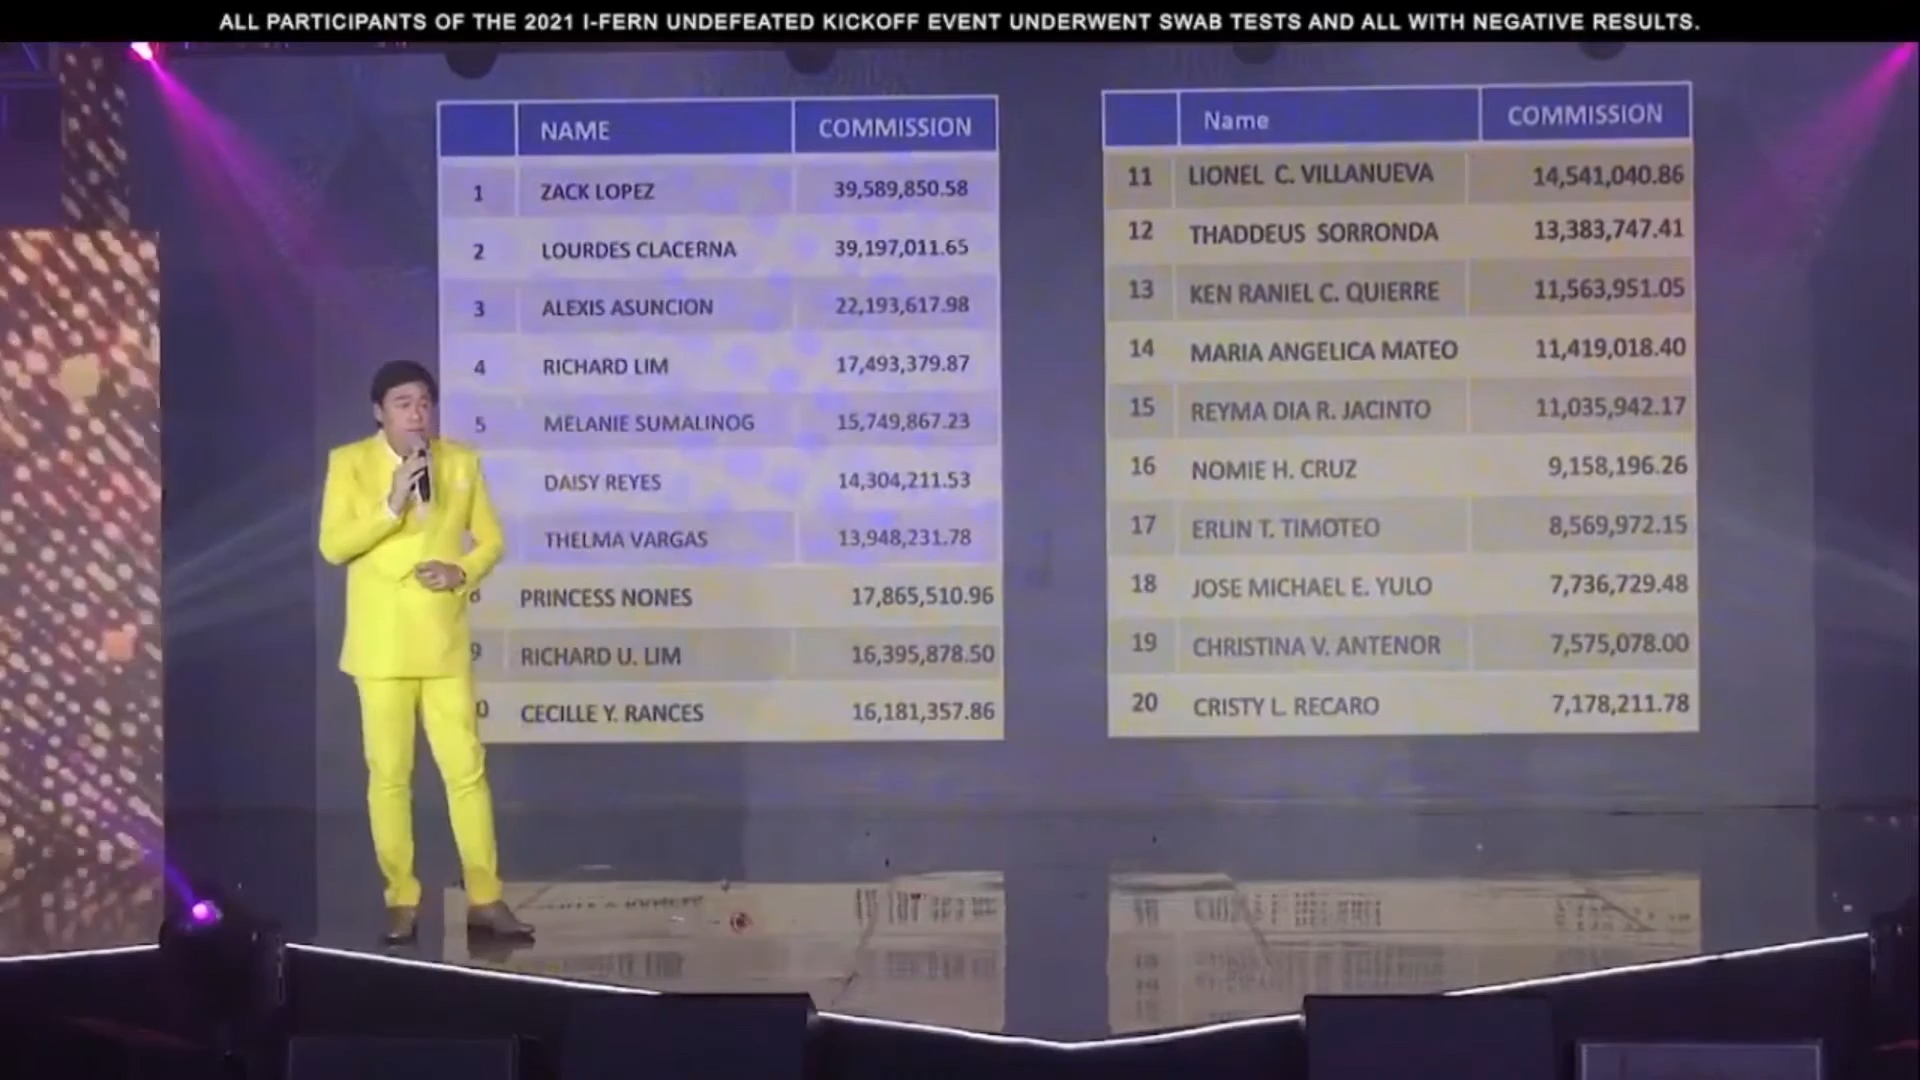 ALL PARTICIPANTS OF THE 2021 I-FERN UNDEFEATED KICKOFF EVENT UNDERWENT SWAB TESTS AND ALL WITH NEGATIVE RESULTS.
NAME COMMISSION
1 ZACK LOPEZ 39,589,850.58
2 LOURDES CLACERNA 39,197,011.65
3 ALEXIS ASUNCION 22,193,617.98
4 RICHARD LIM 17,493,379.87
5 MELANIE SUMALINOG 15,749,867.23
DAISY REYES 14,304,211.53
THELMA VARGAS 13,948,231.78
8 PRINCESS NONES 17,865,510.96
9 RICHARD U. LIM 16,395,878.50
0 CECILLE Y. RANCES 16,181,357.86
Name COMMISSION
11 LIONEL C. VILLANUEVA 14,541,040.86
12 THADDEUS SORRONDA 13,383,747.41
13 KEN RANIEL C. QUIERRE 11,563,951.05
14 MARIA ANGELICA MATEO 11,419,018.40
15 REYMA DIA R. JACINTO 11,035,942.17
16 NOMIE H. CRUZ 9,158,196.26
17 ERLIN T. TIMOTEO 8,569,972.15
18 JOSE MICHAEL E. YULO 7,736,729.48
19 CHRISTINA V. ANTENOR 7,575,078.00
20 CRISTY L. RECARO 7,178,211.78